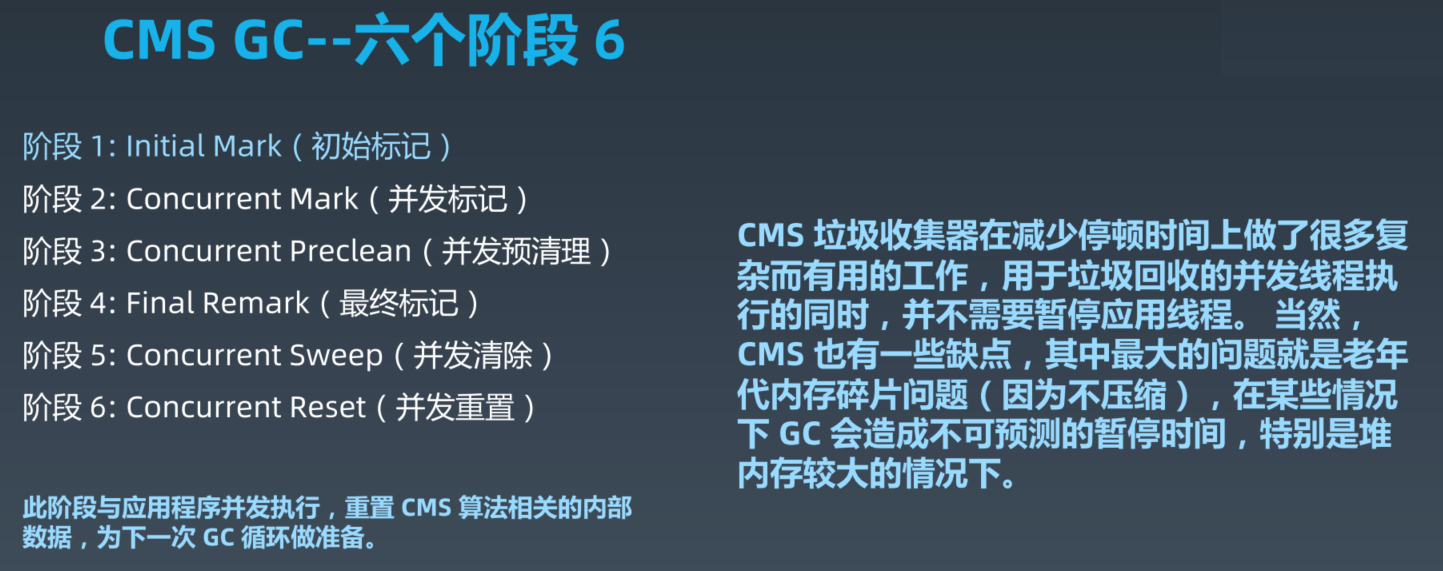 CMS GC--六个阶段 6
阶段 1: Initial Mark（初始标记）
阶段 2: Concurrent Mark（并发标记）
阶段 3: Concurrent Preclean（并发预清理）
阶段 4: Final Remark（最终标记）
阶段 5: Concurrent Sweep（并发清除）
阶段 6: Concurrent Reset（并发重置）
此阶段与应用程序并发执行，重置 CMS 算法相关的内部
数据，为下一次 GC 循环做准备。
CMS 垃圾收集器在减少停顿时间上做了很多复
杂而有用的工作，用于垃圾回收的并发线程执
行的同时，并不需要暂停应用线程。 当然，
CMS 也有一些缺点，其中最大的问题就是老年
代内存碎片问题（因为不压缩），在某些情况
下 GC 会造成不可预测的暂停时间，特别是堆
内存较大的情况下。